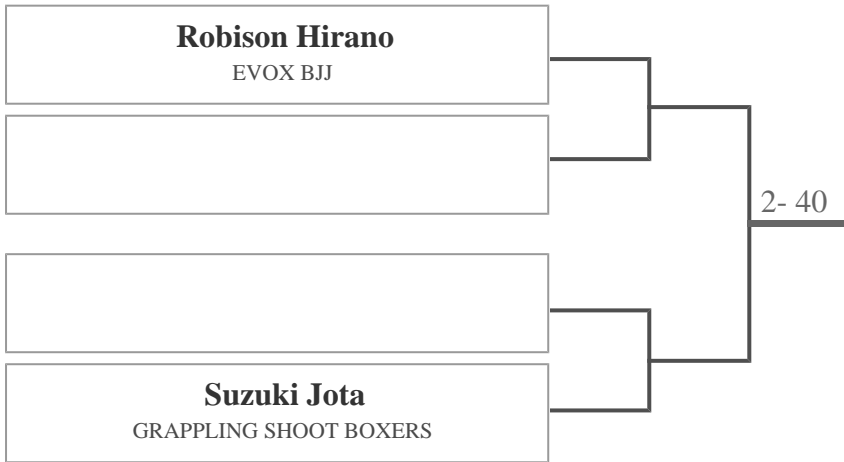 Robison Hirano
EVOX BJJ
2- 40
Suzuki Jota
GRAPPLING SHOOT BOXERS